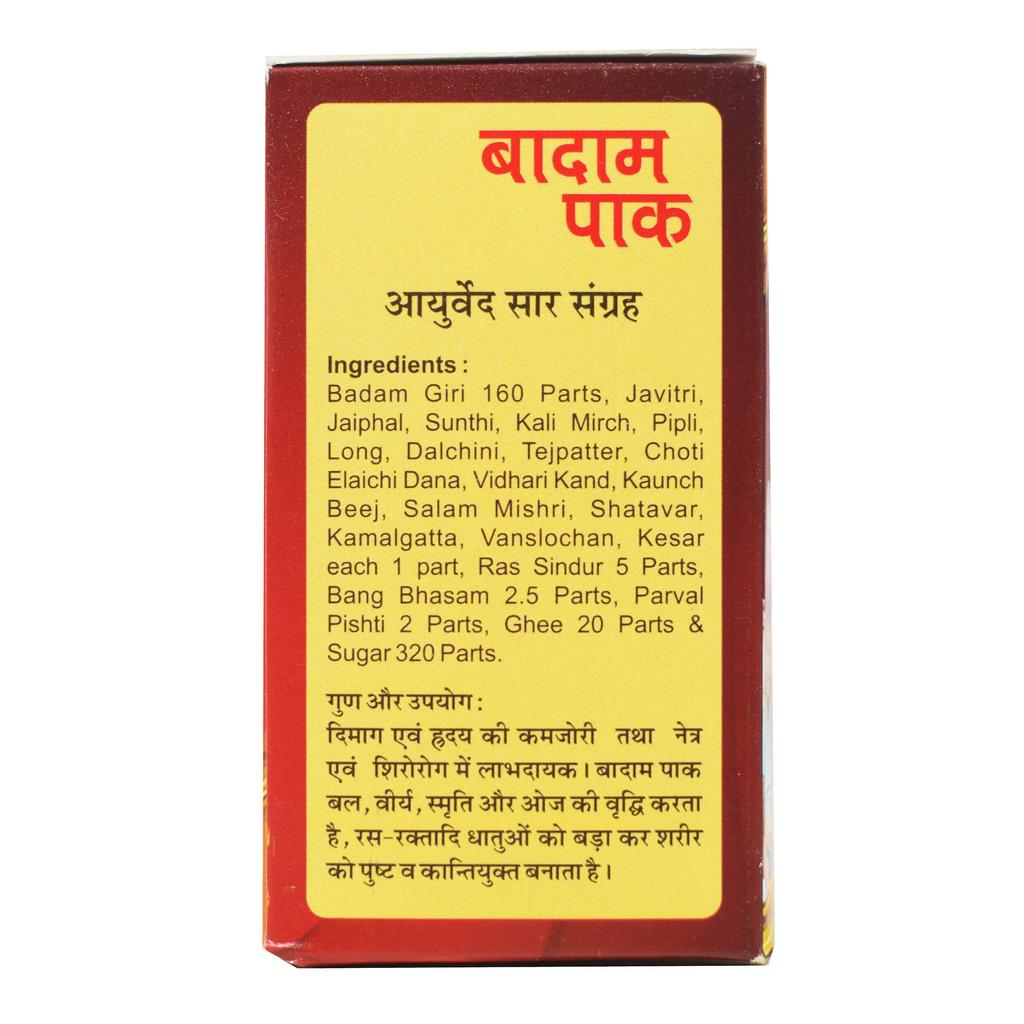 बादाम
पाक
आयुर्वेद सार संग्रह
Ingredients :
Badam Giri 160 Parts, Javitri,
Jaiphal, Sunthi, Kali Mirch, Pipli,
Long, Dalchini, Tejpatter, Choti
Elaichi Dana, Vidhari Kand, Kaunch
Beej, Salam Mishri, Shatavar,
Kamalgatta, Vanslochan, Kesar
each 1 part, Ras Sindur 5 Parts,
Bang Bhasam 2.5 Parts, Parval
Pishti 2 Parts, Ghee 20 Parts &
Sugar 320 Parts.
गुण और उपयोग :
दिमाग एवं ह्रदय की कमजोरी तथा नेत्र
एवं शिरोरोग में लाभदायक। बादाम पाक
बल, वीर्य, स्मृति और ओज की वृद्धि करता
है, रस-रक्तादि धातुओं को बड़ा कर शरीर
को पुष्ट व कान्तियुक्त बनाता है।